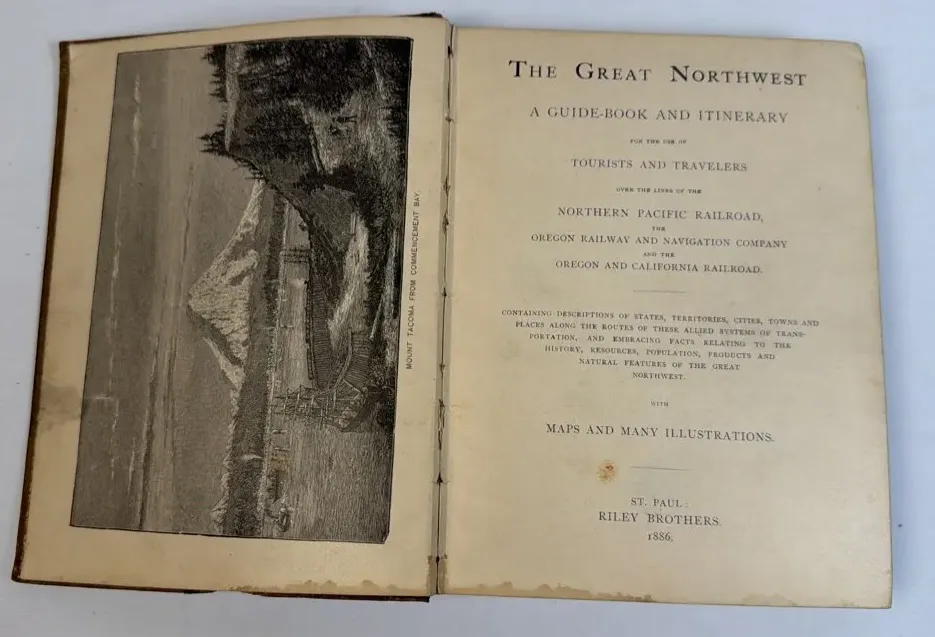 MOUNT TACOMA FROM COMMENCEMENT BAY.
THE GREAT NORTHWEST
A GUIDE-BOOK AND ITINERARY
FOR THE USE OF
TOURISTS AND TRAVELERS
OVER THE LINES OF THE
NORTHERN PACIFIC RAILROAD,
THE
OREGON RAILWAY AND NAVIGATION COMPANY
AND THE
OREGON AND CALIFORNIA RAILROAD.
CONTAINING DESCRIPTIONS OF STATES, TERRITORIES, CITIES, TOWNS AND
PLACES ALONG THE ROUTES OF THESE ALLIED SYSTEMS OF TRANS-
PORTATION, AND EMBRACING FACTS RELATING TO THE
HISTORY, RESOURCES, POPULATION, PRODUCTS AND
NATURAL FEATURES OF THE GREAT
NORTHWEST.
WITH
MAPS AND MANY ILLUSTRATIONS.
ST. PAUL:
RILEY BROTHERS.
1886.